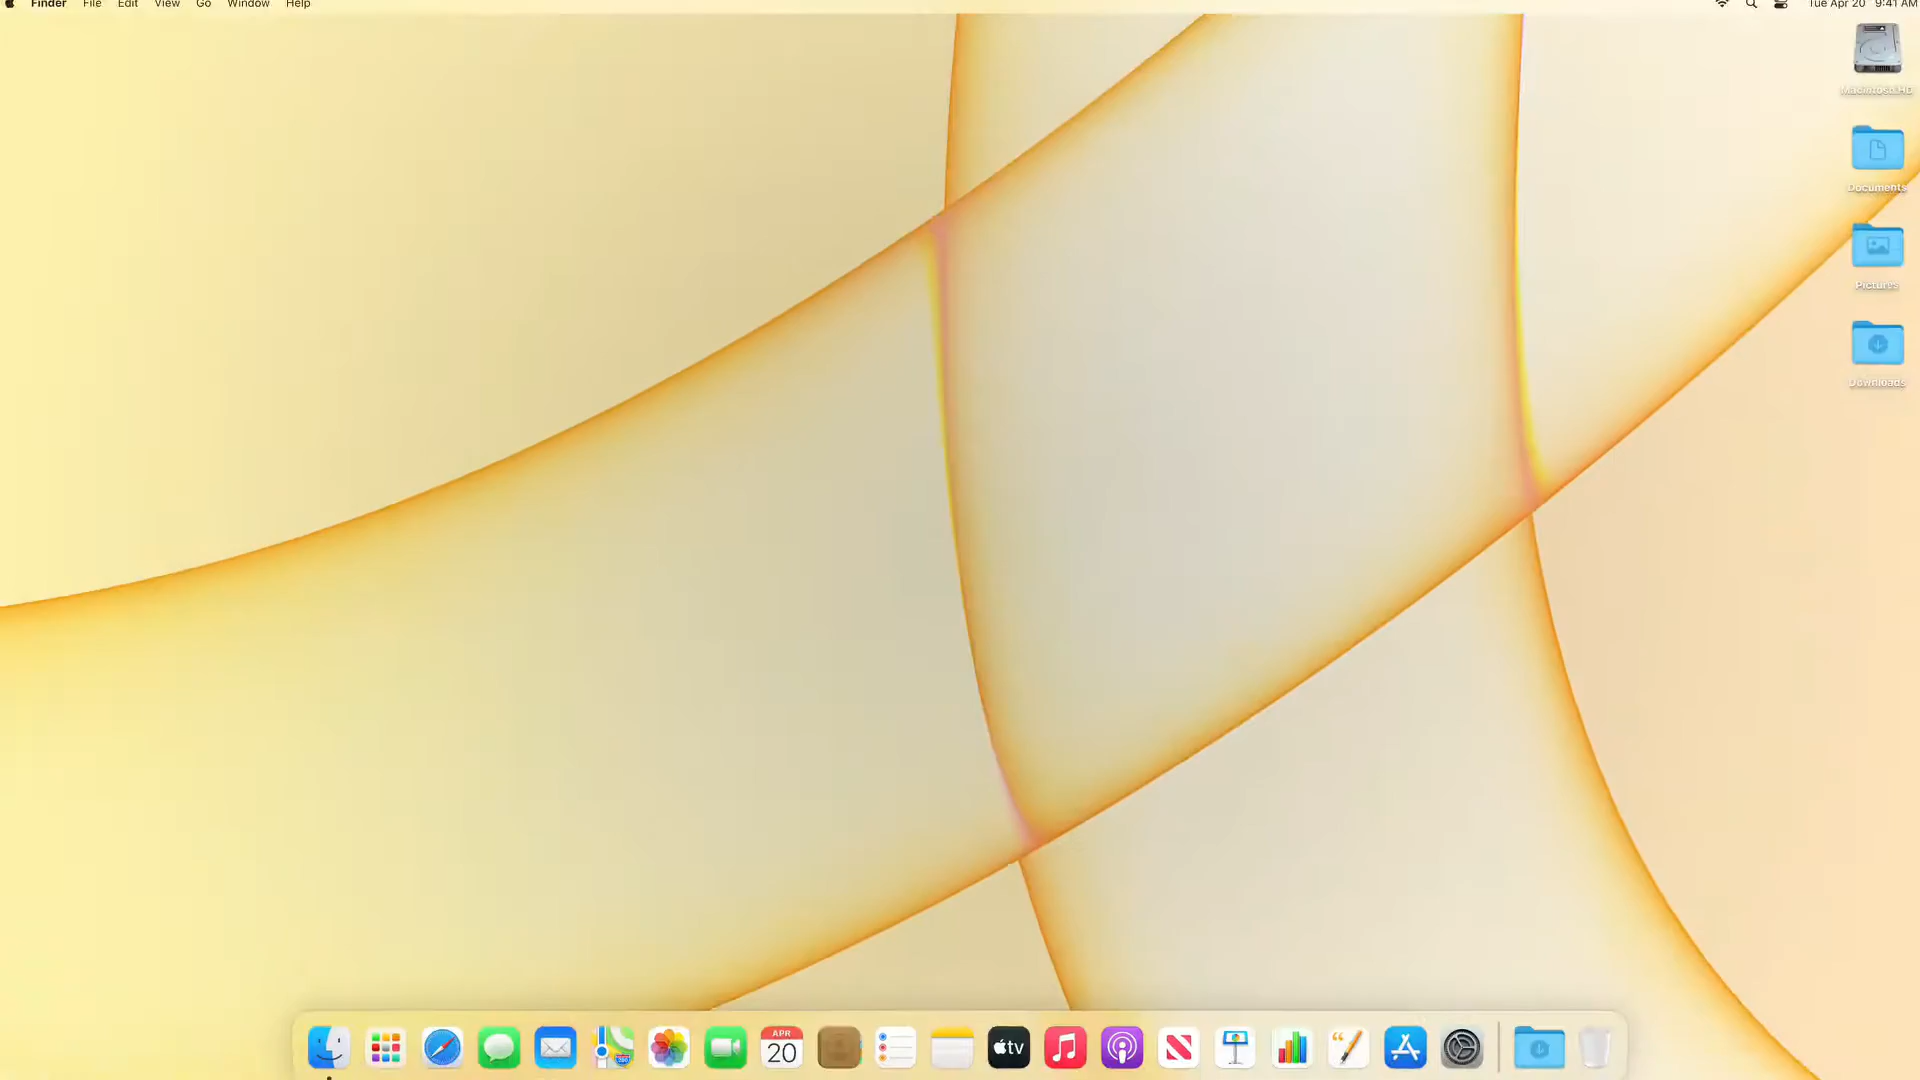 Finder File Edit View Go Window Help
Tue Apr 20 9:41 AM
Macintosh HD
Documents
Pictures
Downloads
APR
20
tv